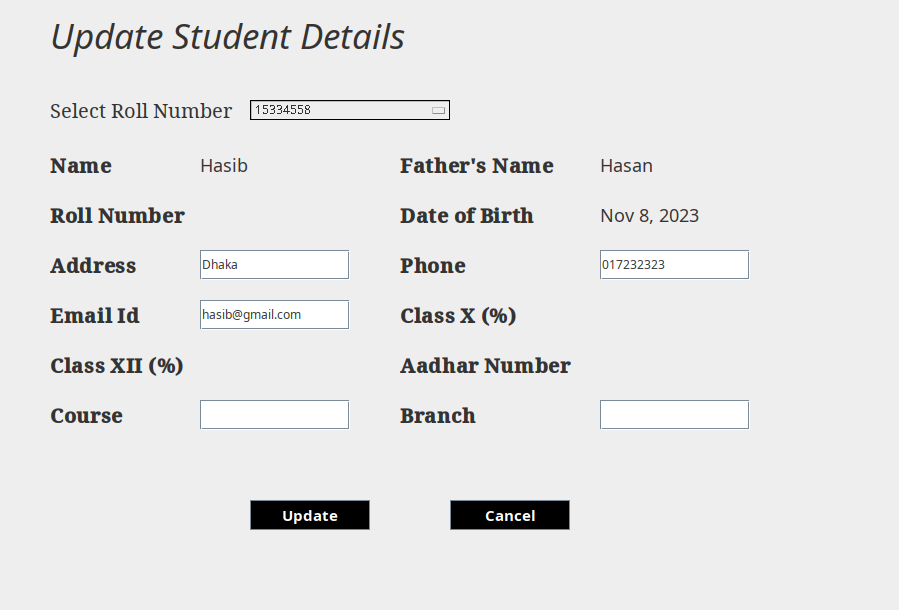 Update Student Details
Select Roll Number 15334558
Name Hasib Father's Name Hasan
Roll Number Date of Birth Nov 8, 2023
Address Dhaka Phone 017232323
Email Id hasib@gmail.com Class X (%)
Class XII (%) Aadhar Number
Course Branch
Update Cancel